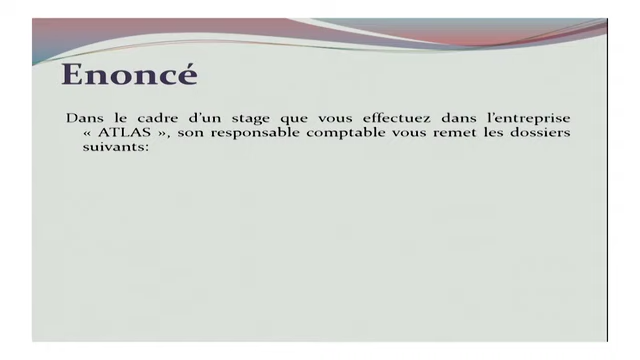 Enoncé
Dans le cadre d'un stage que vous effectuez dans l'entreprise
« ATLAS », son responsable comptable vous remet les dossiers
suivants: